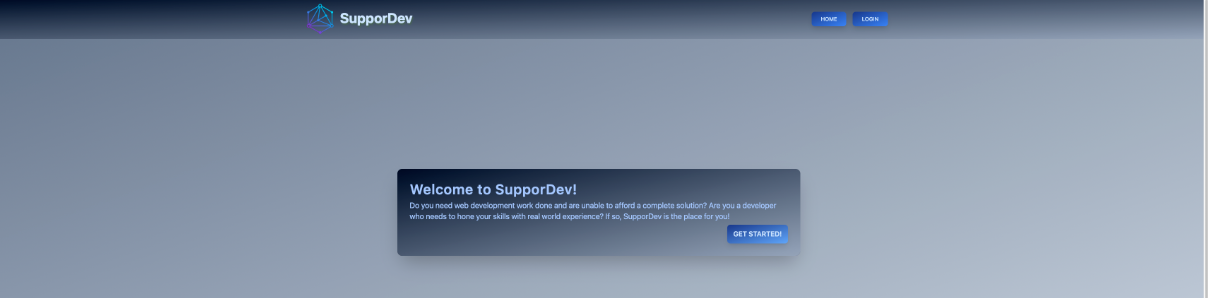 SupporDev
HOME
LOGIN
Welcome to SupporDev!
Do you need web development work done and are unable to afford a complete solution? Are you a developer
who needs to hone your skills with real world experience? If so, SupporDev is the place for you!
GET STARTED!